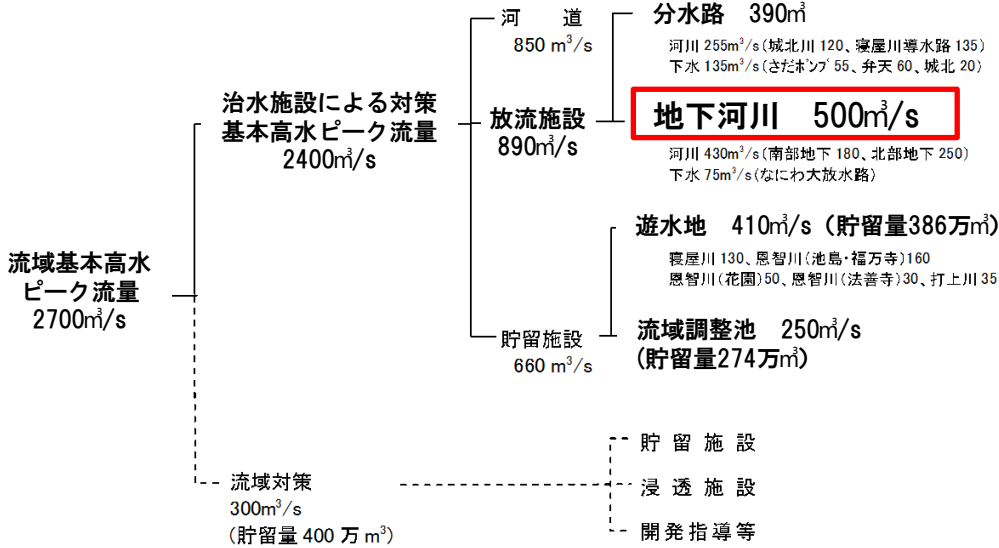 流域基本高水
ピーク流量
2700㎥/s
治水施設による対策
基本高水ピーク流量
2400㎥/s
河　道
850 m³/s
放流施設
890㎥/s
分水路　390㎥
河川 255m³/s(城北川 120、寝屋川導水路 135)
下水 135m³/s(さだポンプ 55、弁天 60、城北 20)
地下河川　500㎥/s
河川 430m³/s(南部地下 180、北部地下 250)
下水 75m³/s(なにわ大放水路)
貯留施設
660 m³/s
遊水地　410㎥/s（貯留量386万㎥）
寝屋川 130、恩智川(池島・福万寺)160
恩智川(花園)50、恩智川(法善寺)30、打上川 35
流域調整池　250㎥/s
(貯留量274万㎥)
流域対策
300m³/s
(貯留量 400 万 m³)
貯 留 施 設
浸 透 施 設
開 発 指 導 等